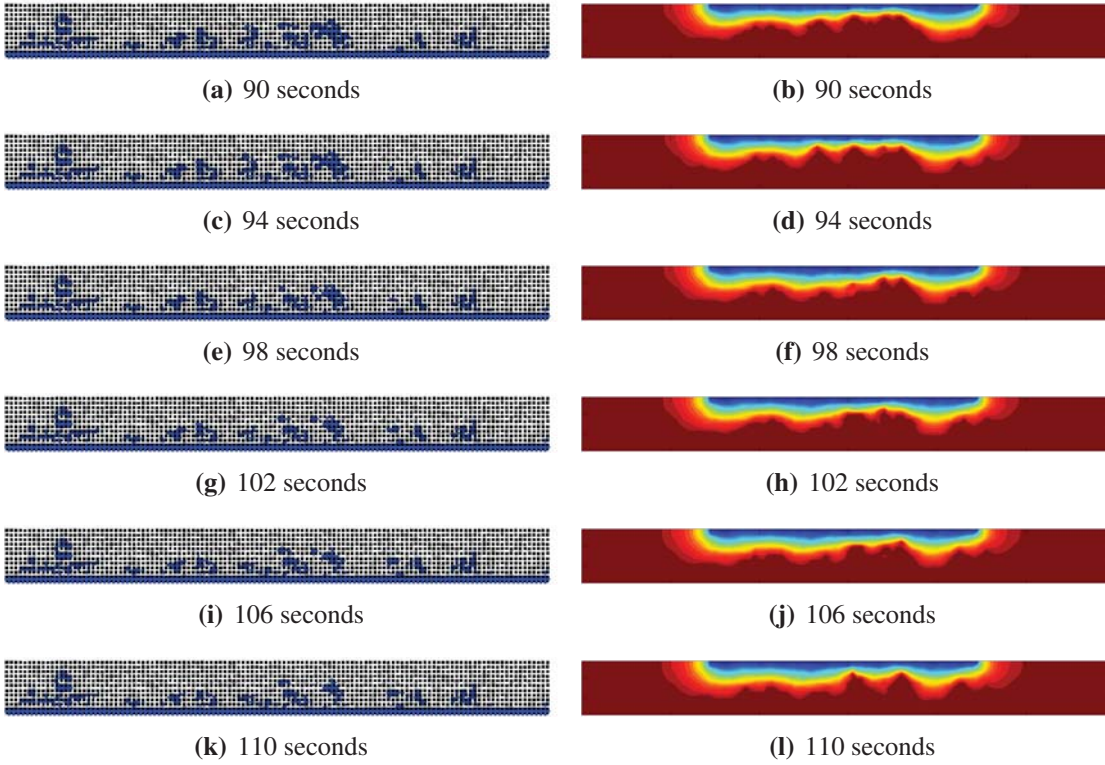 (a) 90 seconds
(b) 90 seconds
(c) 94 seconds
(d) 94 seconds
(e) 98 seconds
(f) 98 seconds
(g) 102 seconds
(h) 102 seconds
(i) 106 seconds
(j) 106 seconds
(k) 110 seconds
(l) 110 seconds